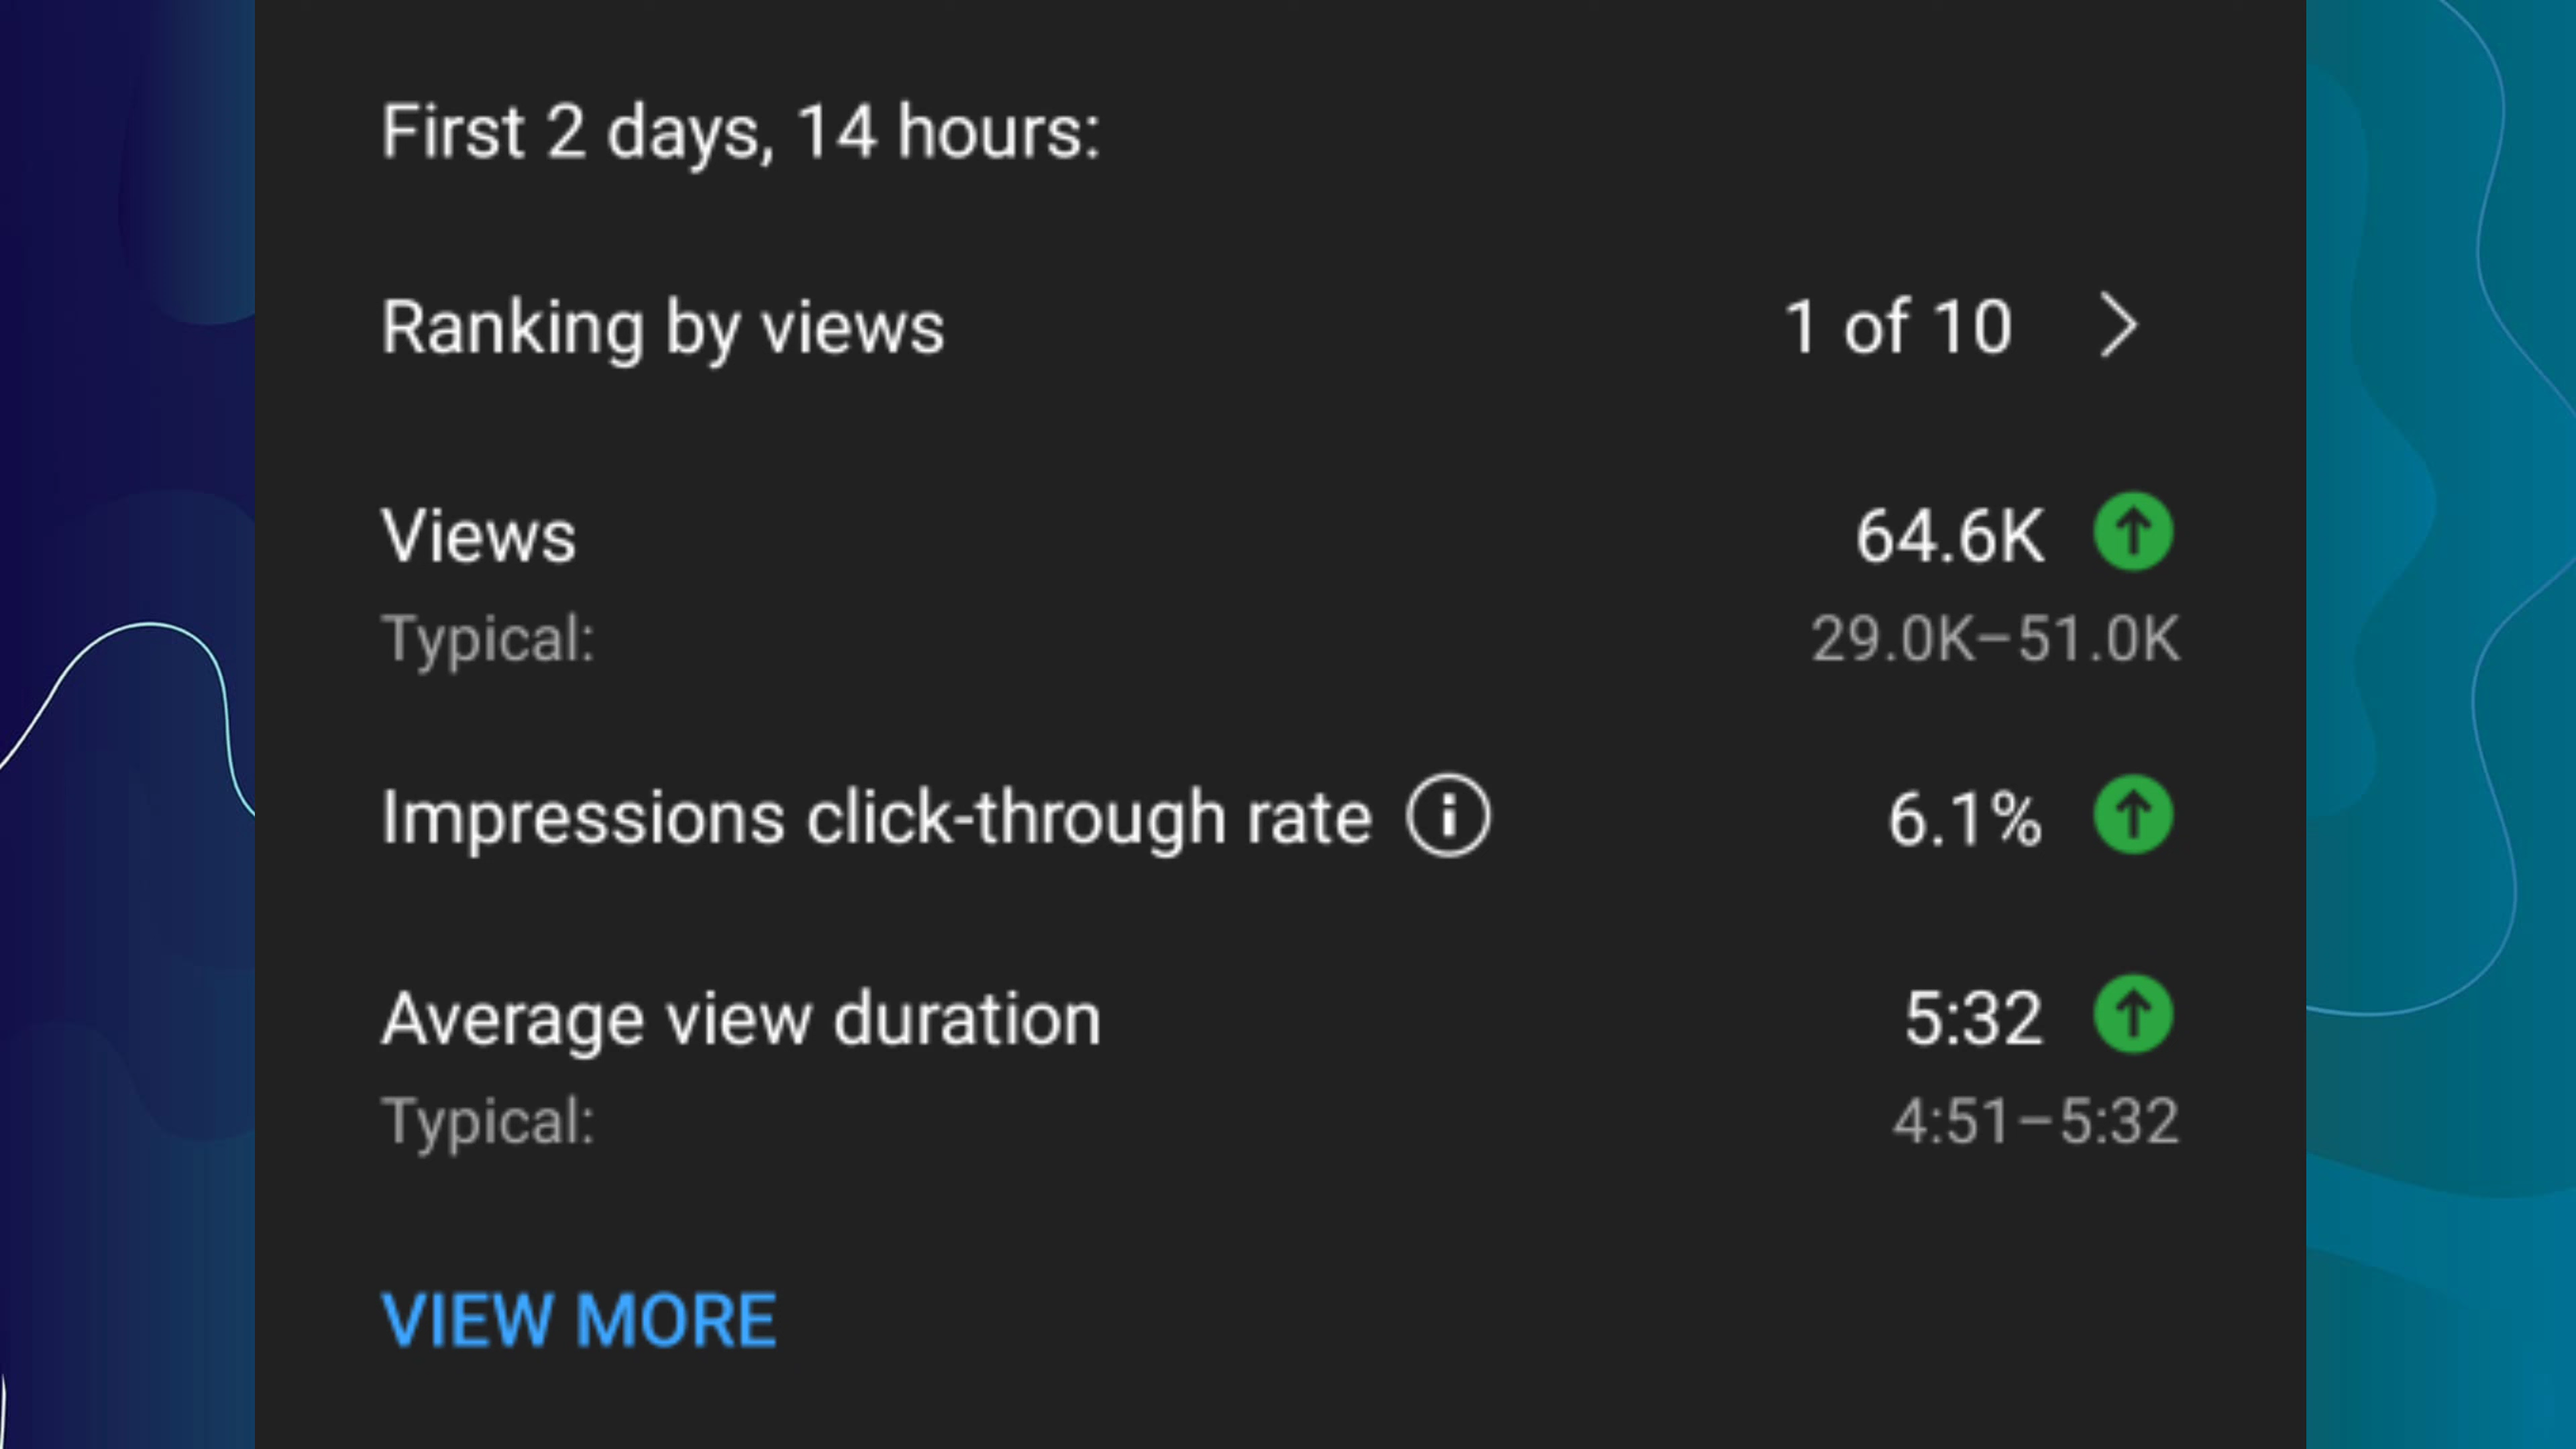 First 2 days, 14 hours:
Ranking by views 1 of 10
Views 64.6K
Typical: 29.0K–51.0K
Impressions click-through rate 6.1%
Average view duration 5:32
Typical: 4:51–5:32
VIEW MORE